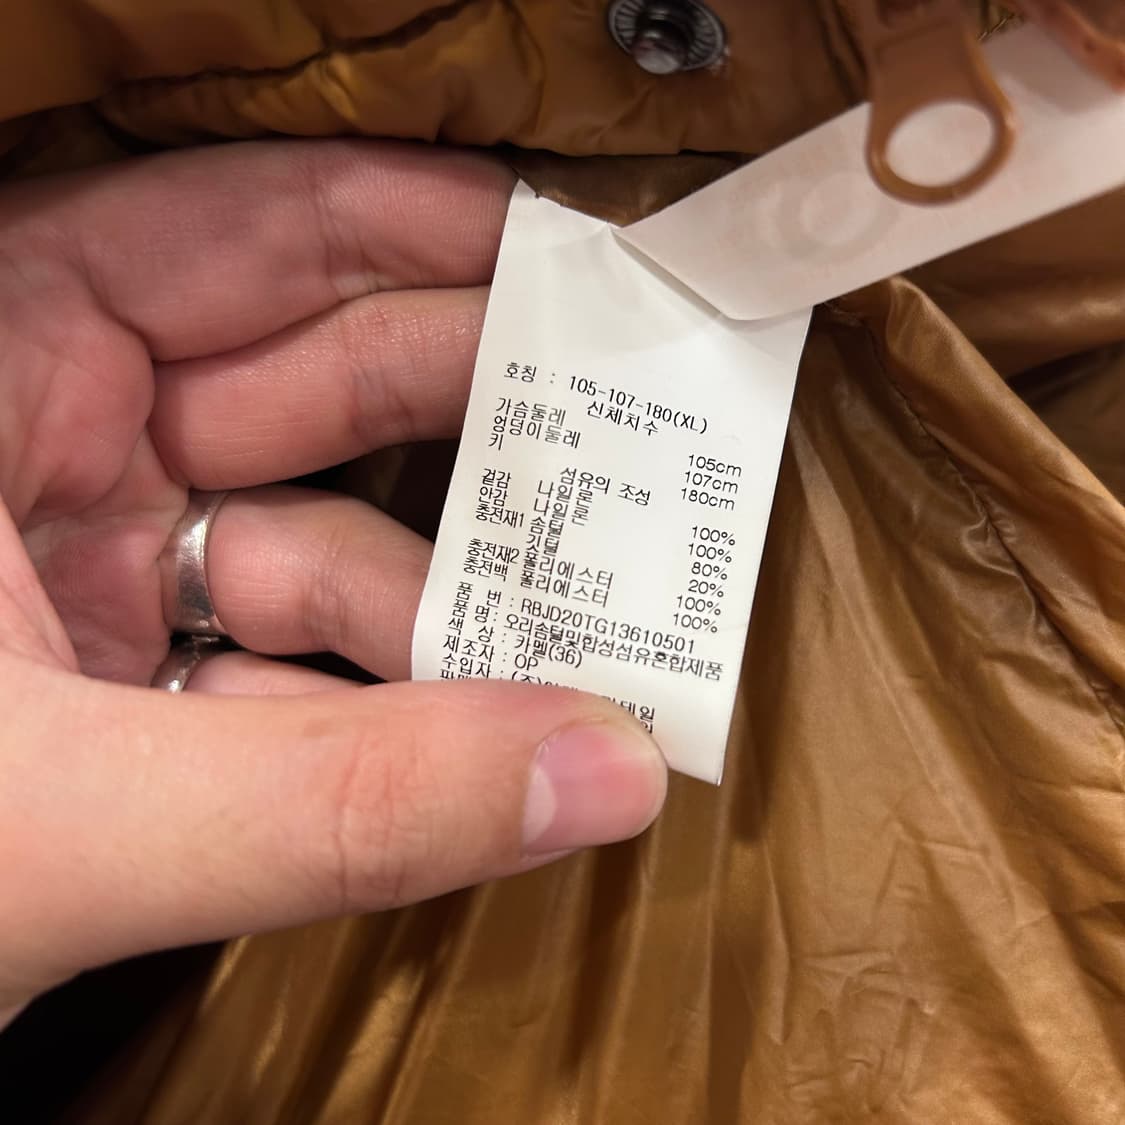 호칭 : 105-107-180(XL)
신체치수
가슴둘레 105cm
엉덩이둘레 107cm
키 180cm
섬유의 조성
겉감 나일론 100%
안감 나일론 100%
충전재1 솜털 80%
깃털 20%
충전재2 폴리에스터 100%
충전백 폴리에스터 100%
품 번 : RBJD20TG13610501
품 명 : 오리솜털및합성섬유혼합제품
색 상 : 카멜(36)
제조자 : OP
수입자 : (주)